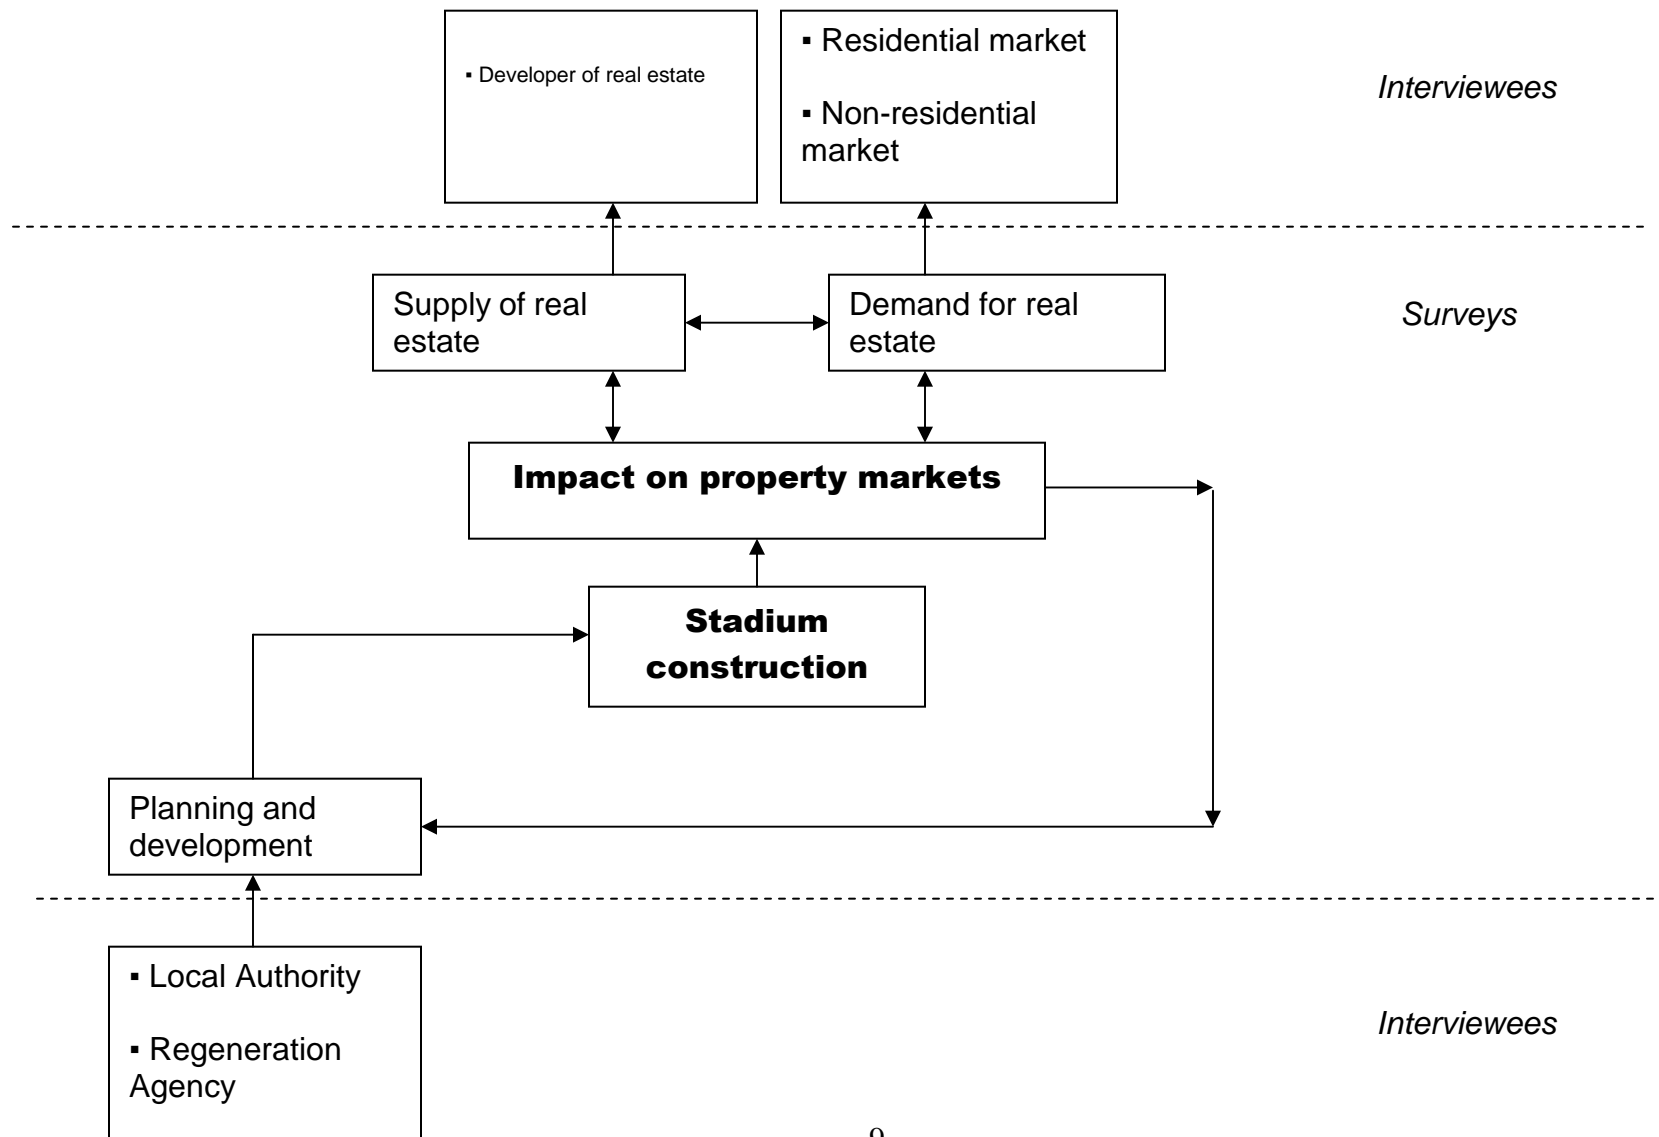 ▪ Developer of real estate
▪ Residential market
▪ Non-residential
market
Interviewees
Supply of real
estate
Demand for real
estate
Surveys
Impact on property markets
Stadium
construction
Planning and
development
▪ Local Authority
▪ Regeneration
Agency
Interviewees
9